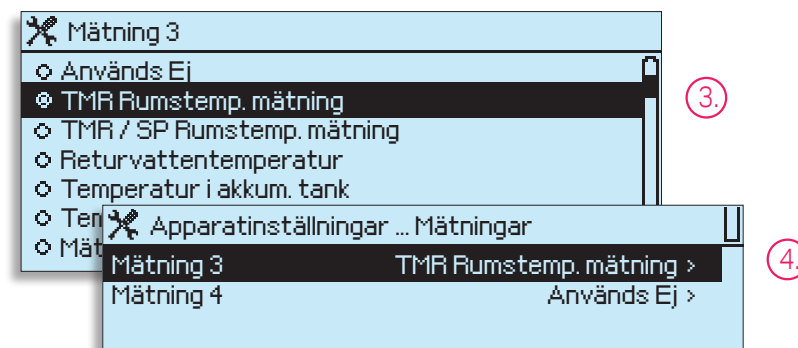 Mätning 3
Används Ej
TMR Rumstemp. mätning
3.
TMR / SP Rumstemp. mätning
Returvattentemperatur
Temperatur i akkum. tank
Apparatinställningar ... Mätningar
Mätning 3 TMR Rumstemp. mätning >
4.
Mätning 4 Används Ej >